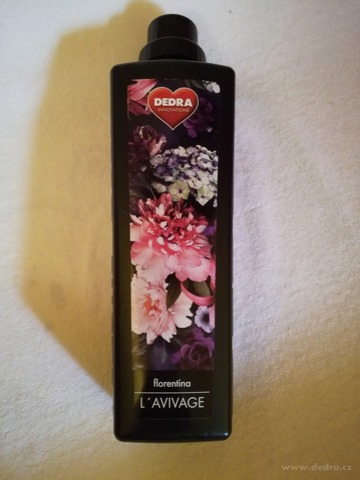 DEDRA
INNOVATIONS
florentina
L´AVIVAGE
www.dedra.cz